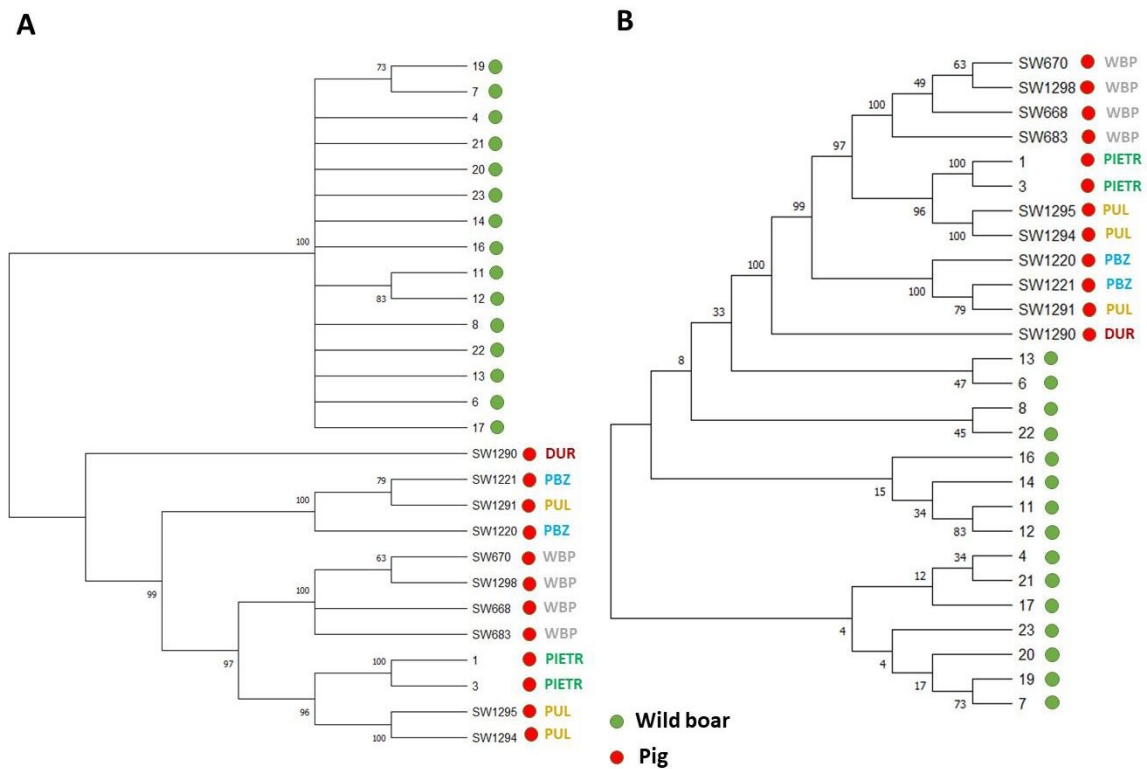 A
73
19
7
4
21
20
23
14
100
16
11
83
12
8
22
13
6
17
SW1290 DUR
79
SW1221 PBZ
SW1291 PUL
100
SW1220 PBZ
99
63
SW670 WBP
SW1298 WBP
100
SW668 WBP
SW683 WBP
97
100
1 PIETR
3 PIETR
96
SW1295 PUL
100
SW1294 PUL
B
63
SW670 WBP
49
SW1298 WBP
100
SW668 WBP
SW683 WBP
97
100
1 PIETR
3 PIETR
96
SW1295 PUL
100
SW1294 PUL
99
SW1220 PBZ
100
SW1221 PBZ
79
SW1291 PUL
100
SW1290 DUR
33
13
47
6
8
8
45
22
16
15
14
34
11
83
12
34
4
12
21
17
4
23
4
20
17
19
73
7
Wild boar
Pig